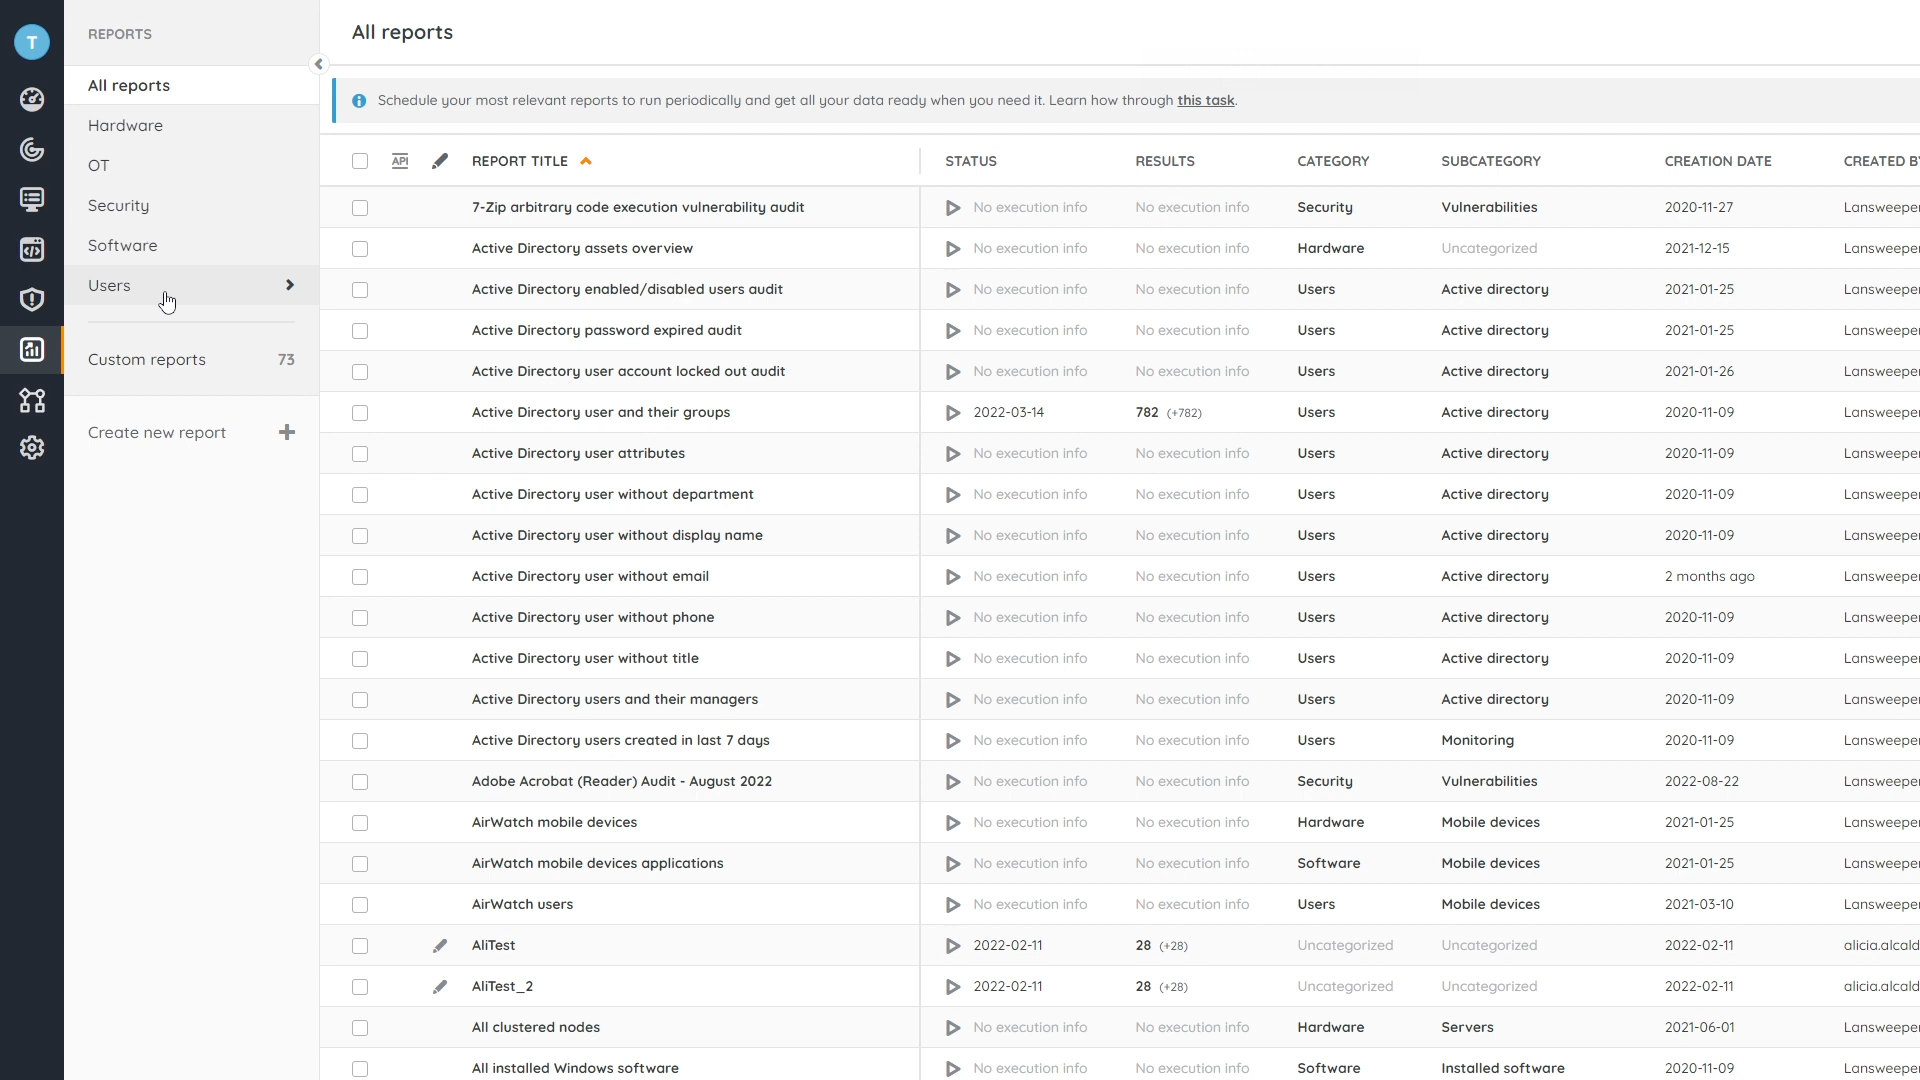 T
REPORTS
All reports
Hardware
OT
Security
Software
Users
Custom reports 73
Create new report
All reports
Schedule your most relevant reports to run periodically and get all your data ready when you need it. Learn how through this task.
API REPORT TITLE STATUS RESULTS CATEGORY SUBCATEGORY CREATION DATE CREATED BY
7-Zip arbitrary code execution vulnerability audit No execution info No execution info Security Vulnerabilities 2020-11-27 Lansweeper
Active Directory assets overview No execution info No execution info Hardware Uncategorized 2021-12-15 Lansweeper
Active Directory enabled/disabled users audit No execution info No execution info Users Active directory 2021-01-25 Lansweeper
Active Directory password expired audit No execution info No execution info Users Active directory 2021-01-25 Lansweeper
Active Directory user account locked out audit No execution info No execution info Users Active directory 2021-01-26 Lansweeper
Active Directory user and their groups 2022-03-14 782 (+782) Users Active directory 2020-11-09 Lansweeper
Active Directory user attributes No execution info No execution info Users Active directory 2020-11-09 Lansweeper
Active Directory user without department No execution info No execution info Users Active directory 2020-11-09 Lansweeper
Active Directory user without display name No execution info No execution info Users Active directory 2020-11-09 Lansweeper
Active Directory user without email No execution info No execution info Users Active directory 2 months ago Lansweeper
Active Directory user without phone No execution info No execution info Users Active directory 2020-11-09 Lansweeper
Active Directory user without title No execution info No execution info Users Active directory 2020-11-09 Lansweeper
Active Directory users and their managers No execution info No execution info Users Active directory 2020-11-09 Lansweeper
Active Directory users created in last 7 days No execution info No execution info Users Monitoring 2020-11-09 Lansweeper
Adobe Acrobat (Reader) Audit - August 2022 No execution info No execution info Security Vulnerabilities 2022-08-22 Lansweeper
AirWatch mobile devices No execution info No execution info Hardware Mobile devices 2021-01-25 Lansweeper
AirWatch mobile devices applications No execution info No execution info Software Mobile devices 2021-01-25 Lansweeper
AirWatch users No execution info No execution info Users Mobile devices 2021-03-10 Lansweeper
AliTest 2022-02-11 28 (+28) Uncategorized Uncategorized 2022-02-11 alicia.alcald
AliTest_2 2022-02-11 28 (+28) Uncategorized Uncategorized 2022-02-11 alicia.alcald
All clustered nodes No execution info No execution info Hardware Servers 2021-06-01 Lansweeper
All installed Windows software No execution info No execution info Software Installed software 2020-11-09 Lansweeper